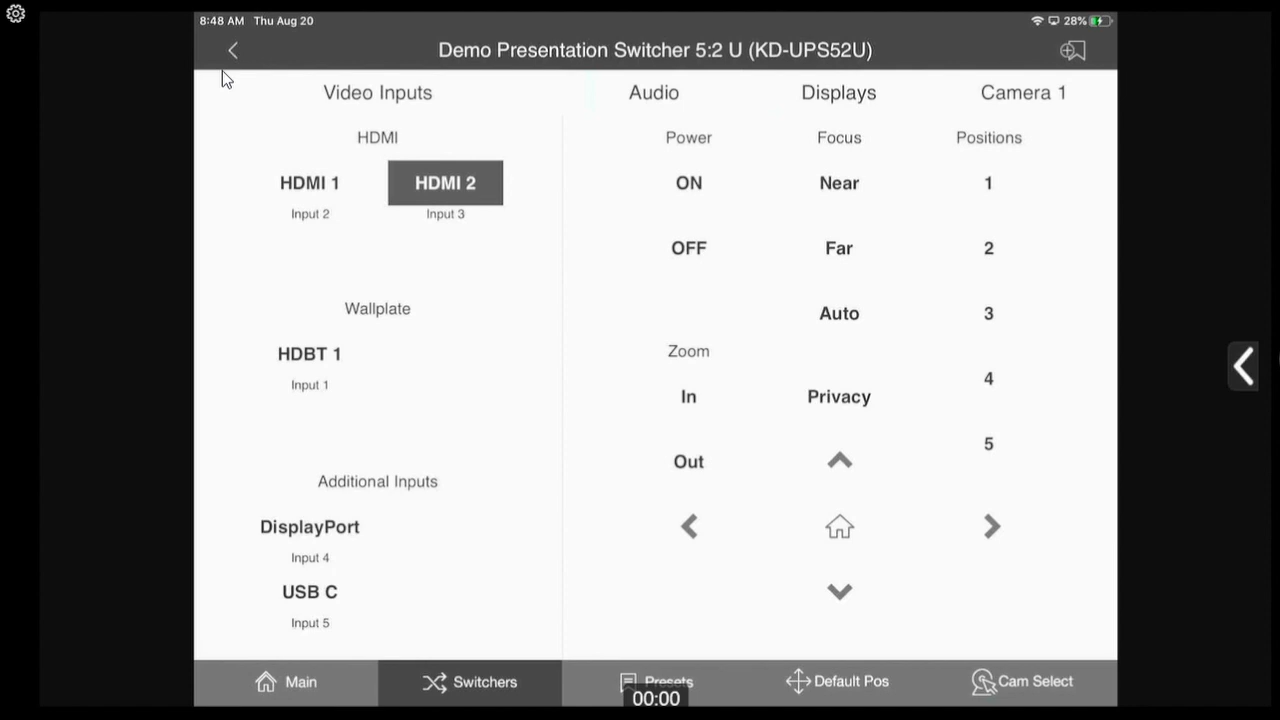 8:48 AM Thu Aug 20
28%
Demo Presentation Switcher 5:2 U (KD-UPS52U)
Video Inputs
Audio
Displays
Camera 1
HDMI
HDMI 1
HDMI 2
Input 2
Input 3
Wallplate
HDBT 1
Input 1
Additional Inputs
DisplayPort
Input 4
USB C
Input 5
Power
ON
OFF
Zoom
In
Out
Focus
Near
Far
Auto
Privacy
Positions
1
2
3
4
5
Main
Switchers
Presets
Default Pos
Cam Select
00:00